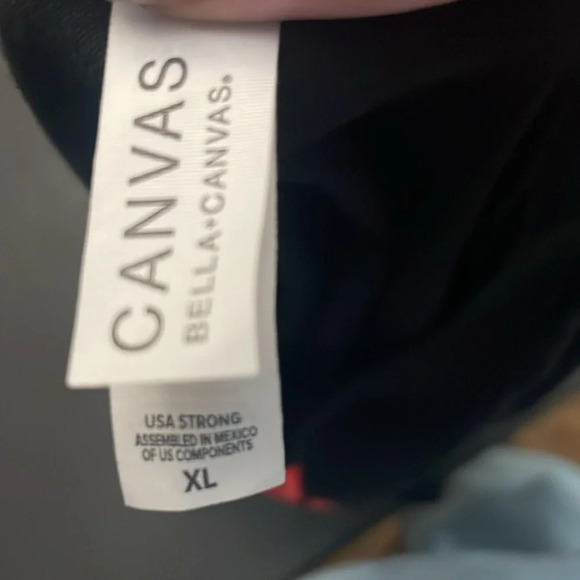 CANVAS
BELLA+CANVAS®
USA STRONG
ASSEMBLED IN MEXICO
OF US COMPONENTS
XL